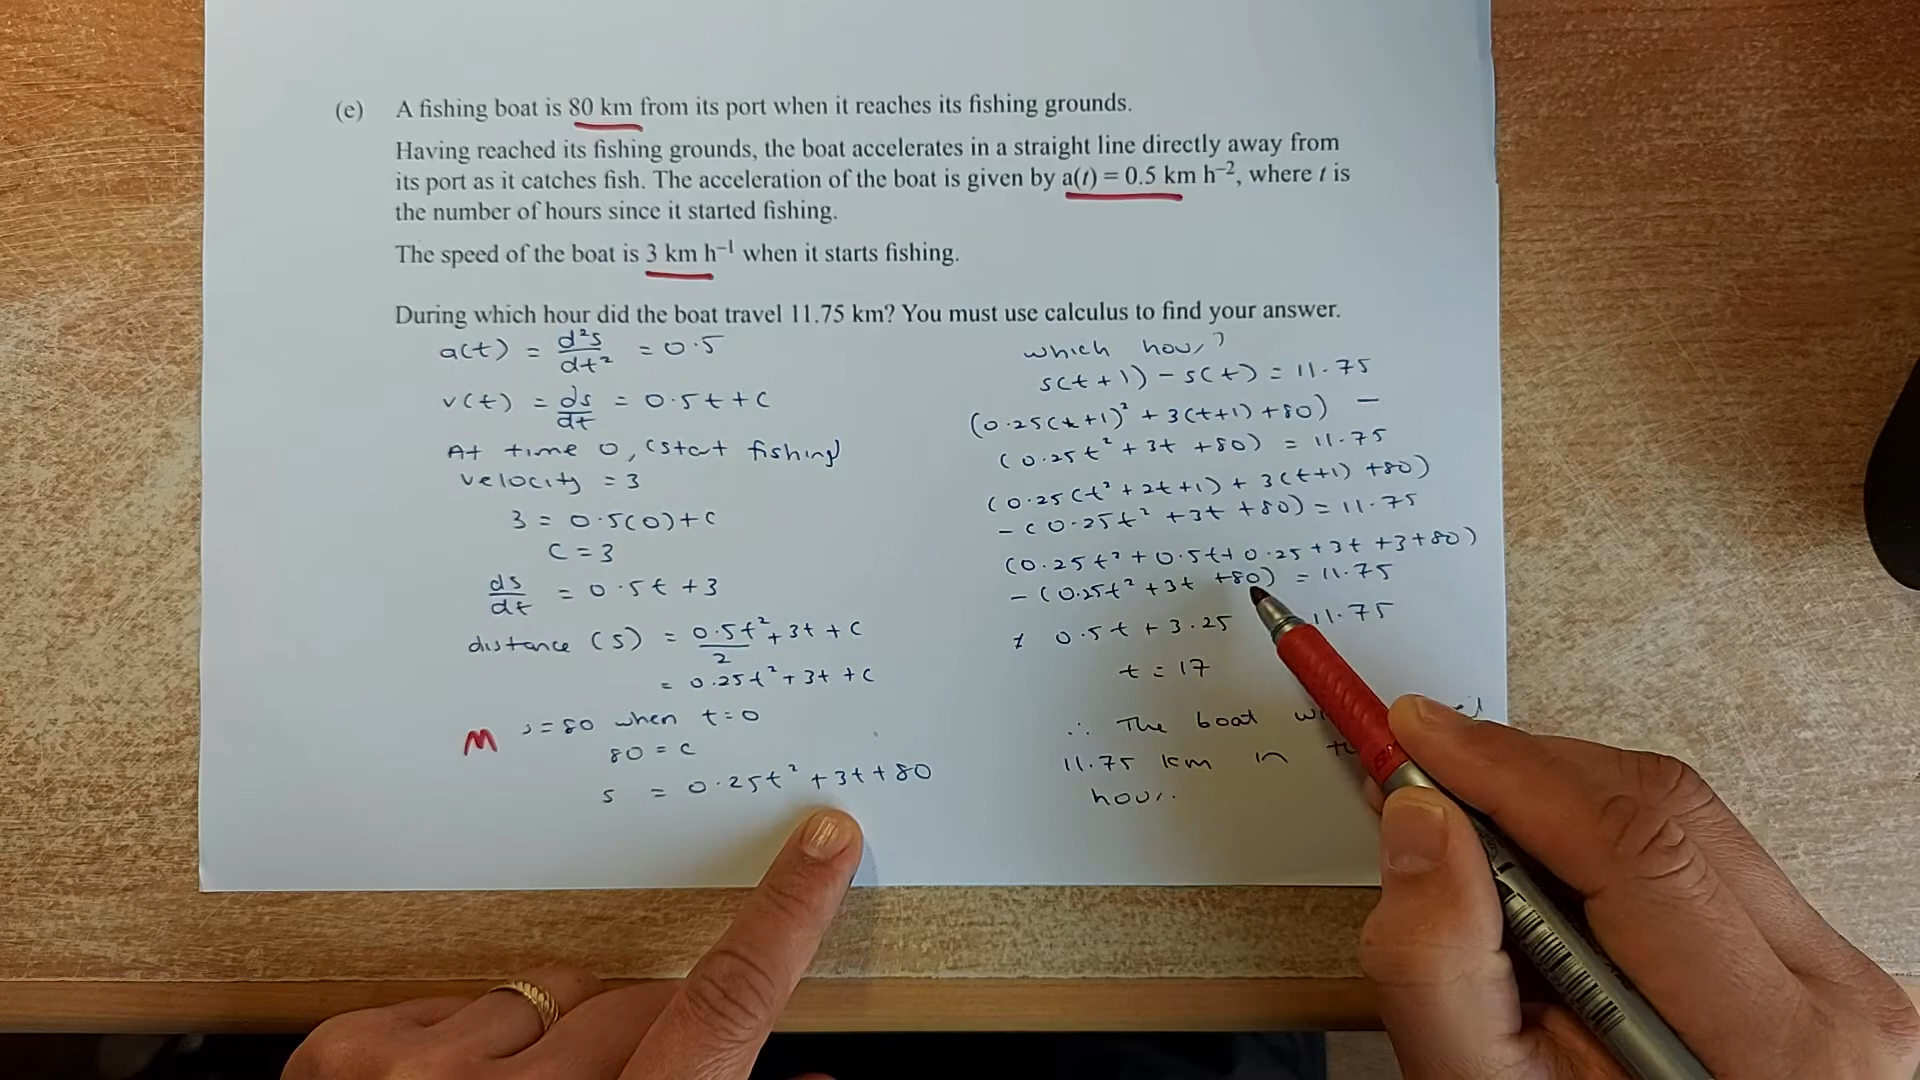 (e) A fishing boat is 80 km from its port when it reaches its fishing grounds.
Having reached its fishing grounds, the boat accelerates in a straight line directly away from
its port as it catches fish. The acceleration of the boat is given by a(t) = 0.5 km h⁻², where t is
the number of hours since it started fishing.
The speed of the boat is 3 km h⁻¹ when it starts fishing.
During which hour did the boat travel 11.75 km? You must use calculus to find your answer.
a(t) = d²s/dt² = 0.5
v(t) = ds/dt = 0.5t + c
At time 0, (start fishing)
velocity = 3
3 = 0.5(0) + c
C = 3
ds/dt = 0.5t + 3
distance (s) = 0.5t²/2 + 3t + c
= 0.25t² + 3t + c
M s = 80 when t = 0
80 = c
s = 0.25t² + 3t + 80
which hour?
s(t + 1) - s(t) = 11.75
(0.25(t+1)² + 3(t+1) + 80) -
(0.25t² + 3t + 80) = 11.75
(0.25(t² + 2t + 1) + 3(t+1) + 80)
- (0.25t² + 3t + 80) = 11.75
(0.25t² + 0.5t + 0.25 + 3t + 3 + 80)
- (0.25t² + 3t + 80) = 11.75
0.5t + 3.25 11.75
t = 17
∴ The boat
11.75 km in
hour.